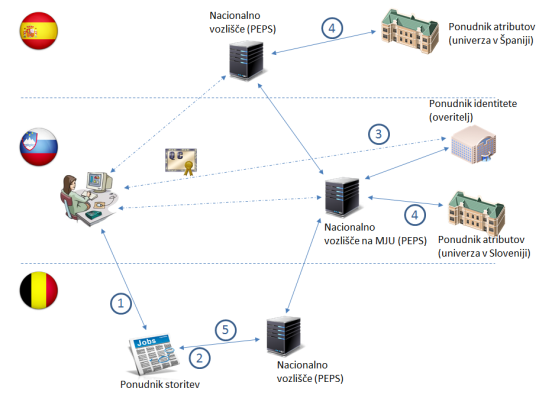 Nacionalno
vozlišče (PEPS)
4
Ponudnik atributov
(univerza v Španiji)
Ponudnik identitete
(overitelj)
3
4
Nacionalno
vozlišče na MJU (PEPS)
Ponudnik atributov
(univerza v Sloveniji)
1
Jobs
5
2
Ponudnik storitev
Nacionalno
vozlišče (PEPS)